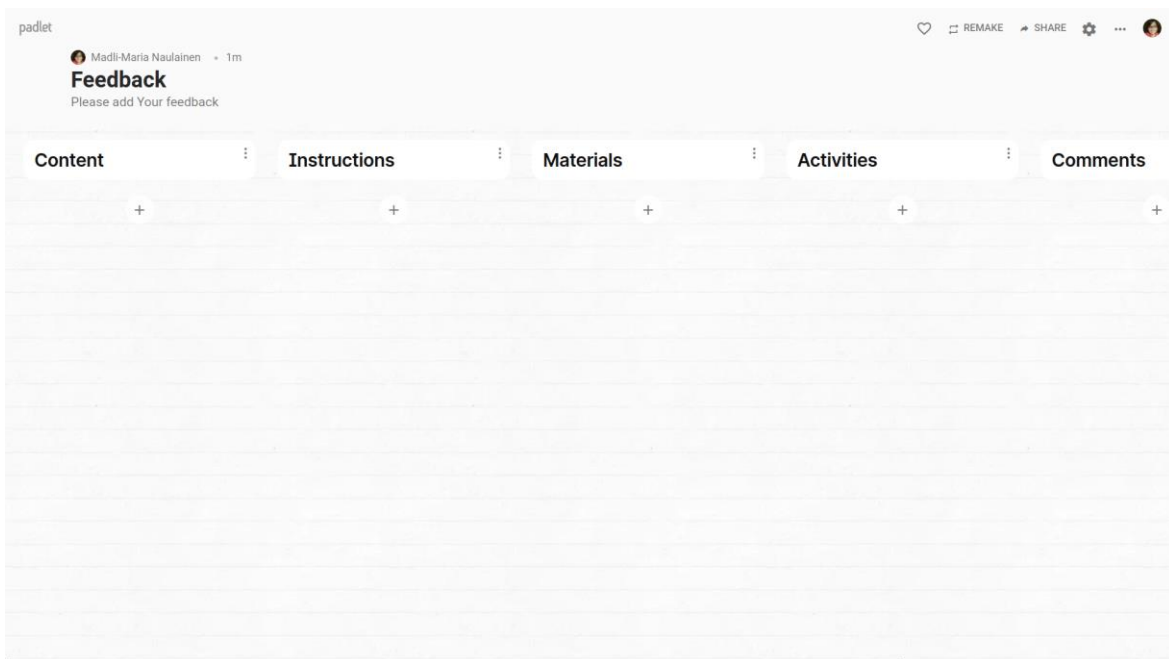 padlet
REMAKE SHARE
Madli-Maria Naulainen • 1m
Feedback
Please add Your feedback
Content Instructions Materials Activities Comments
+ + + + +